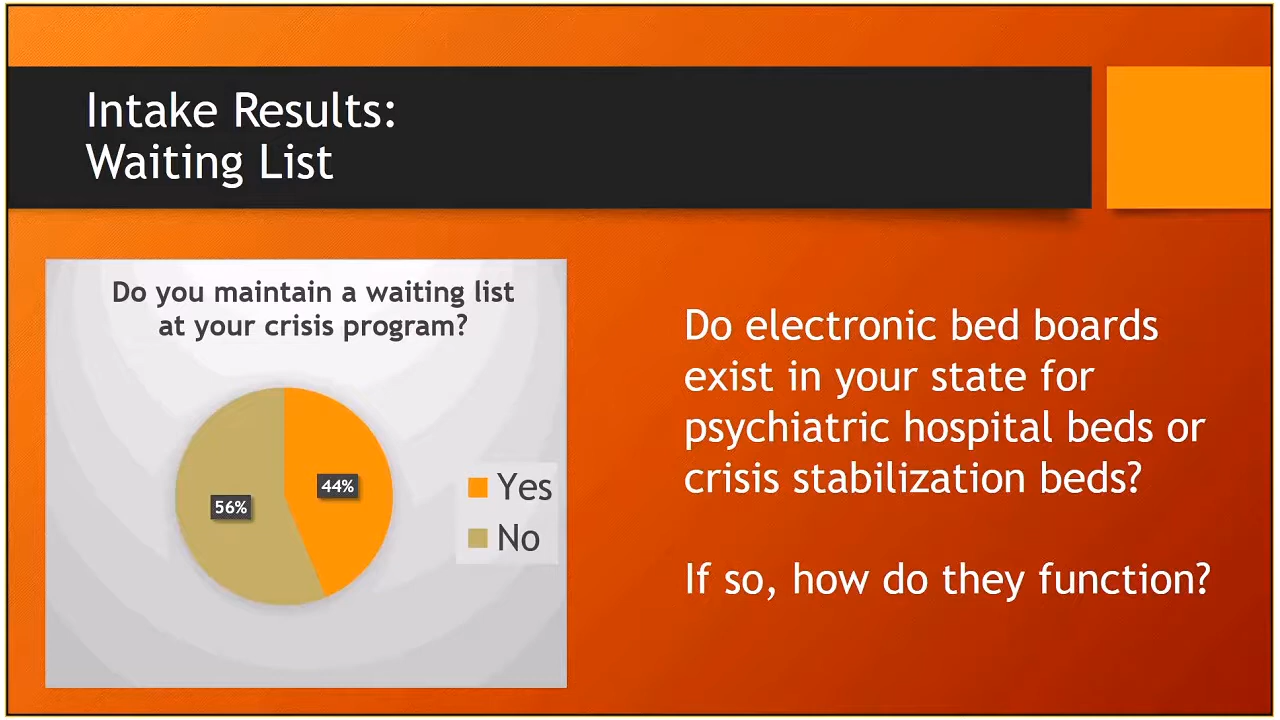 Intake Results:
Waiting List
Do you maintain a waiting list
at your crisis program?
44%
56%
Yes
No
Do electronic bed boards
exist in your state for
psychiatric hospital beds or
crisis stabilization beds?
If so, how do they function?